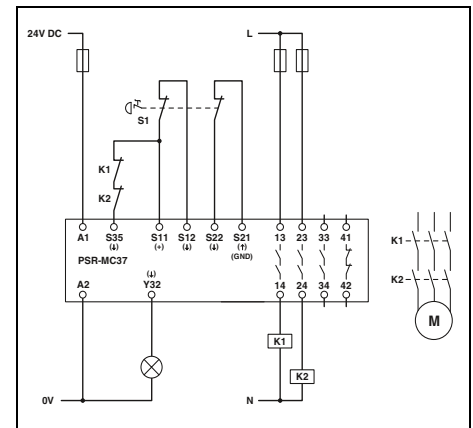 24V DC
L
S1
K1
K2
A1 S35 S11 S12 S22 S21 13 23 33 41
(↓) (+) (↓) (↓) (↑)
(GND)
PSR-MC37
K1
K2
(↓)
A2 Y32 14 24 34 42
M
K1
K2
0V N